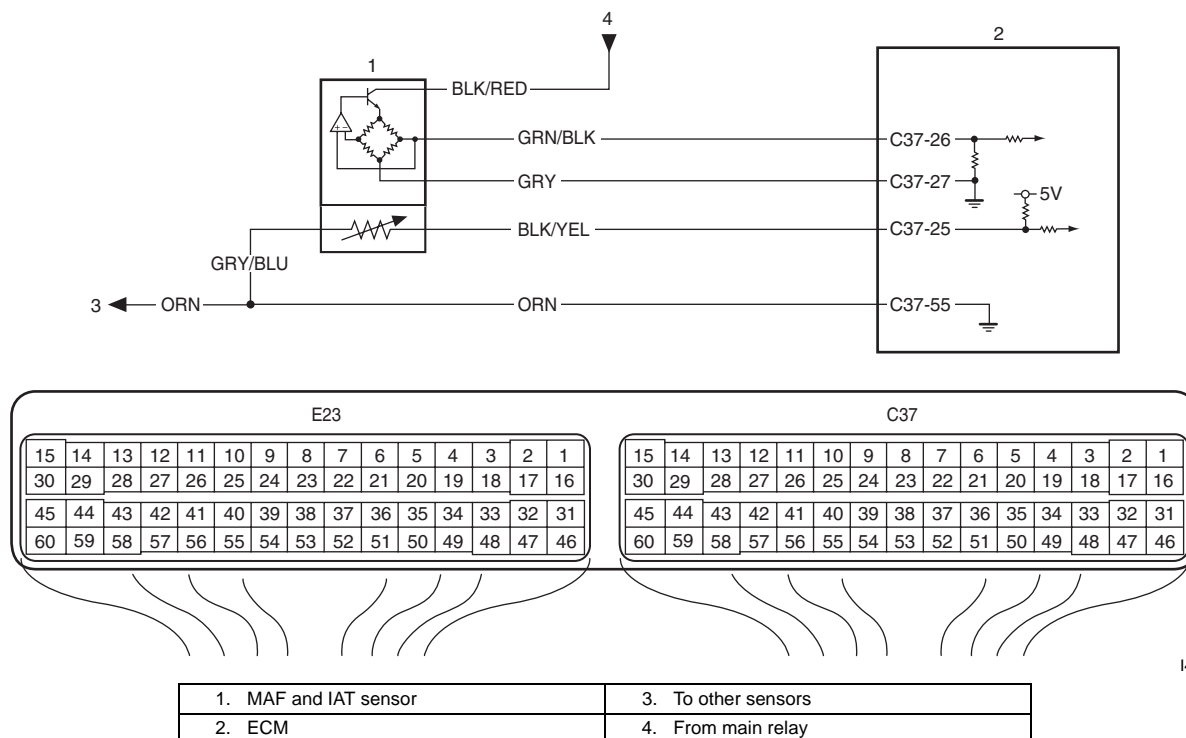 4
1
2
BLK/RED
GRN/BLK
C37-26
GRY
C37-27
5V
BLK/YEL
C37-25
GRY/BLU
3
ORN
ORN
C37-55
E23
C37
15 14 13 12 11 10 9 8 7 6 5 4 3 2 1
15 14 13 12 11 10 9 8 7 6 5 4 3 2 1
30 29 28 27 26 25 24 23 22 21 20 19 18 17 16
30 29 28 27 26 25 24 23 22 21 20 19 18 17 16
45 44 43 42 41 40 39 38 37 36 35 34 33 32 31
45 44 43 42 41 40 39 38 37 36 35 34 33 32 31
60 59 58 57 56 55 54 53 52 51 50 49 48 47 46
60 59 58 57 56 55 54 53 52 51 50 49 48 47 46
1. MAF and IAT sensor
3. To other sensors
2. ECM
4. From main relay